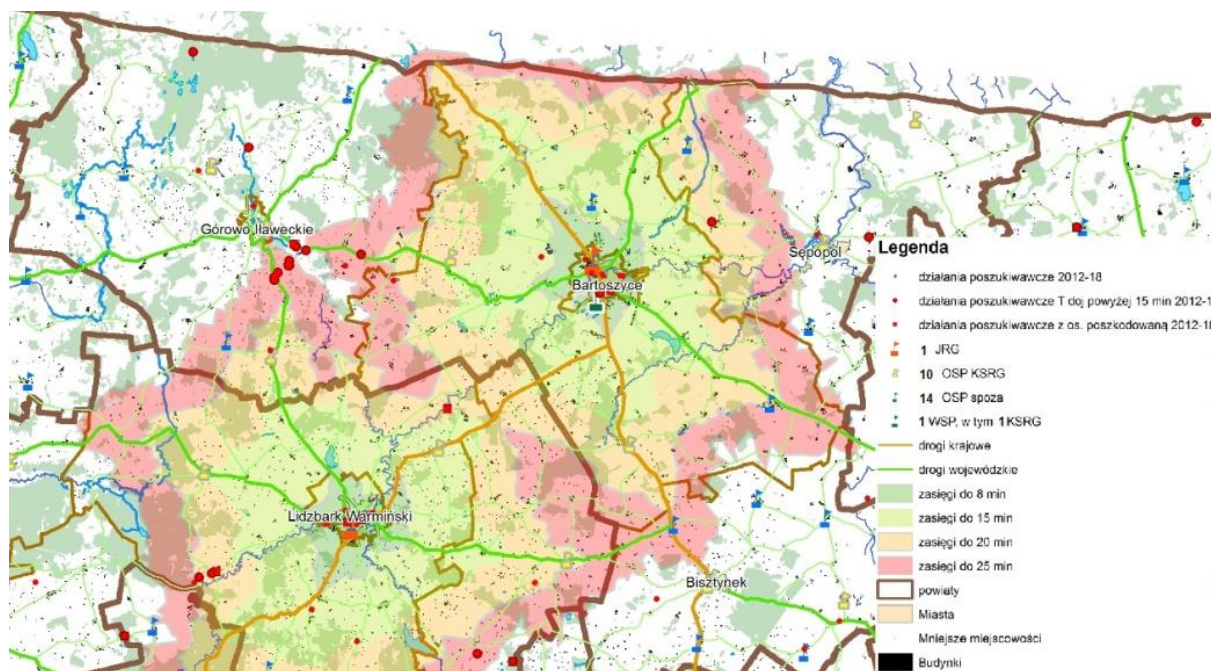 Górowo Iławeckie
Sępopol
Bartoszyce
Lidzbark Warmiński
Bisztynek
Legenda
działania poszukiwawcze 2012-18
działania poszukiwawcze T doj powyżej 15 min 2012-1
działania poszukiwawcze z os. poszkodowaną 2012-18
1 JRG
10 OSP KSRG
14 OSP spoza
1 WSP, w tym 1 KSRG
drogi krajowe
drogi wojewódzkie
zasięgi do 8 min
zasięgi do 15 min
zasięgi do 20 min
zasięgi do 25 min
powiaty
Miasta
Mniejsze miejscowości
Budynki